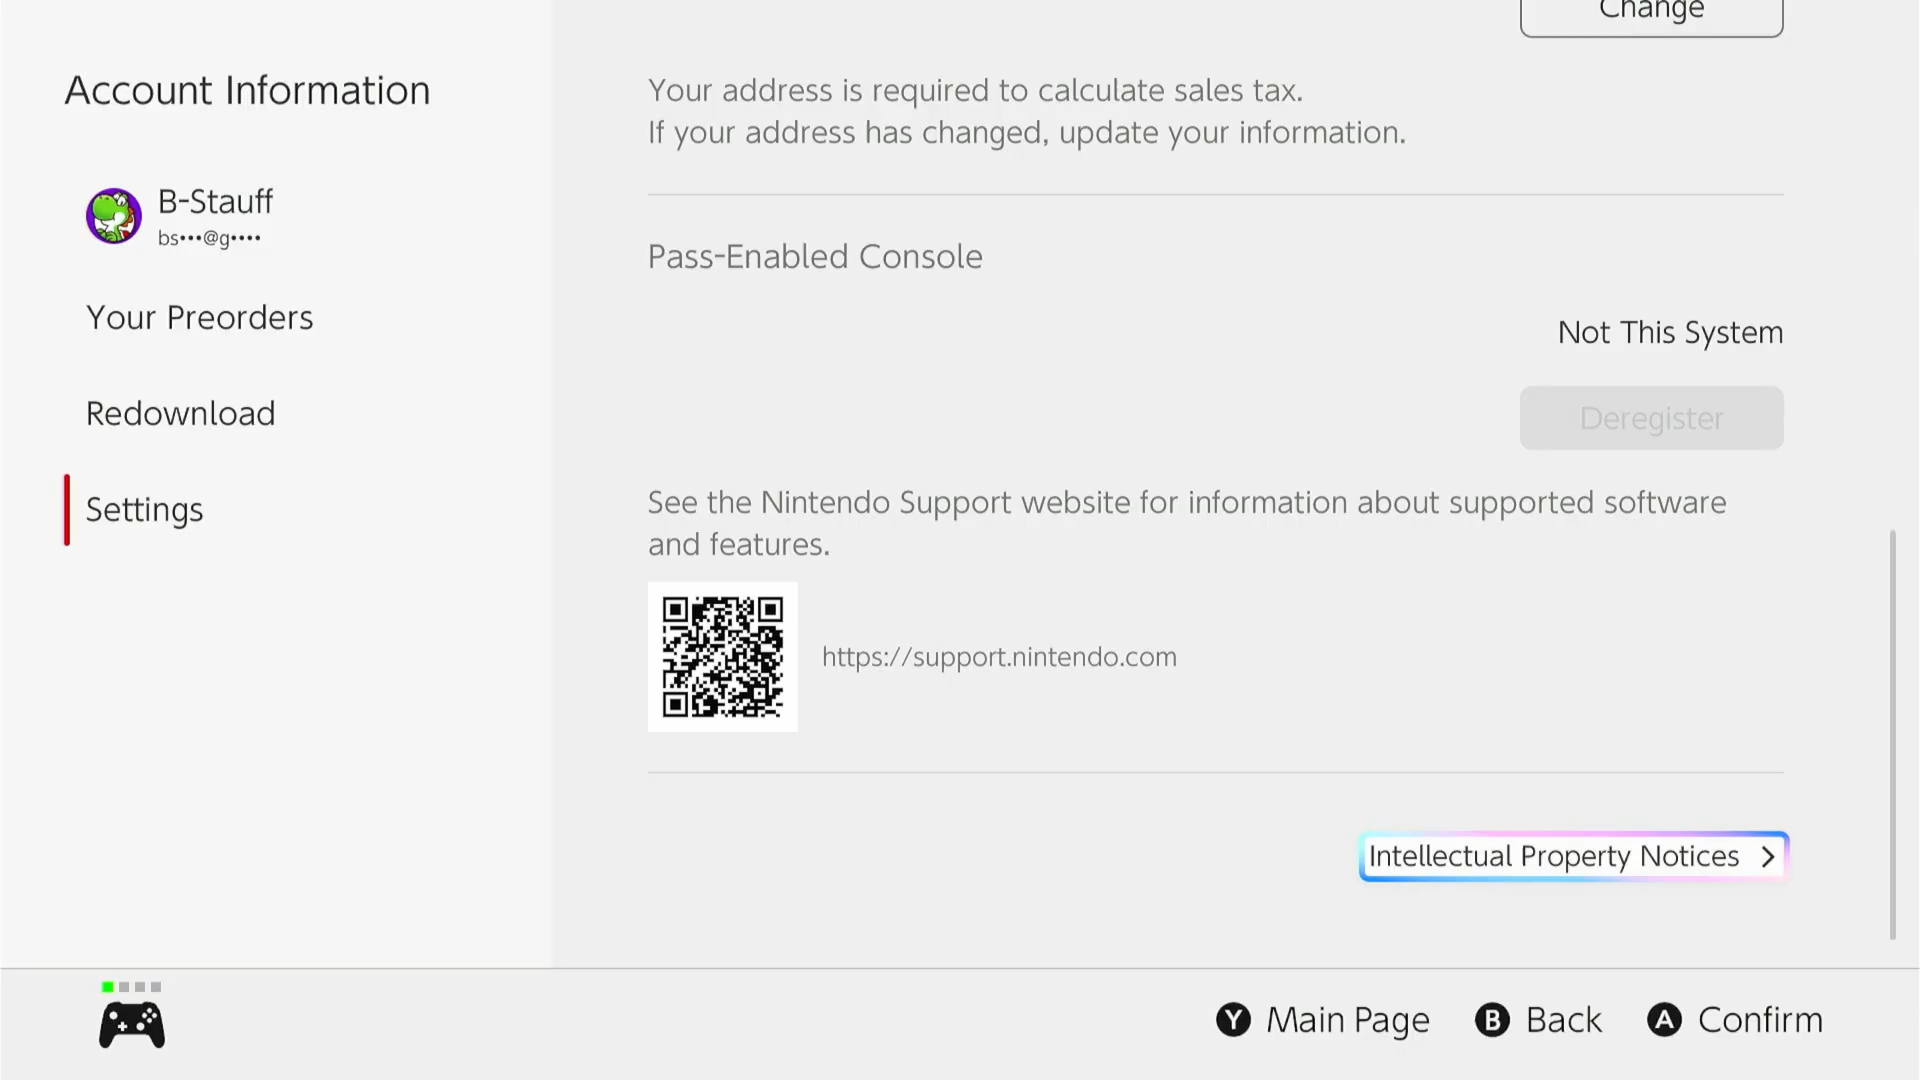 Change
Account Information
Your address is required to calculate sales tax.
If your address has changed, update your information.
B-Stauff
bs•••@g••••
Pass-Enabled Console
Your Preorders
Not This System
Redownload
Deregister
Settings
See the Nintendo Support website for information about supported software
and features.
https://support.nintendo.com
Intellectual Property Notices
Y Main Page
B Back
A Confirm